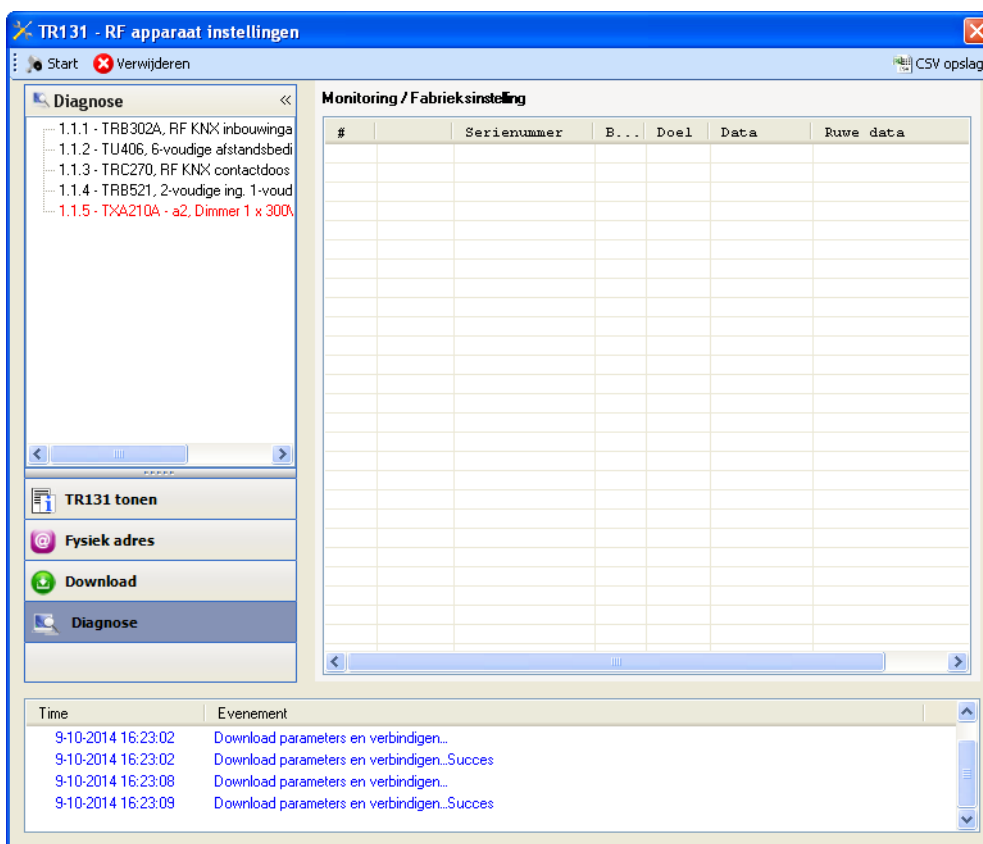 TR131 - RF apparaat instellingen
Start Verwijderen CSV opslag
Diagnose «
1.1.1 - TRB302A, RF KNX inbouwinga
1.1.2 - TU406, 6-voudige afstandsbedi
1.1.3 - TRC270, RF KNX contactdoos
1.1.4 - TRB521, 2-voudige ing. 1-voud
1.1.5 - TXA210A - a2, Dimmer 1 x 300\
TR131 tonen
Fysiek adres
Download
Diagnose
Monitoring / Fabrieksinstelling
# Serienummer B... Doel Data Ruwe data
Time Evenement
9-10-2014 16:23:02 Download parameters en verbindigen...
9-10-2014 16:23:02 Download parameters en verbindigen...Succes
9-10-2014 16:23:08 Download parameters en verbindigen...
9-10-2014 16:23:09 Download parameters en verbindigen...Succes